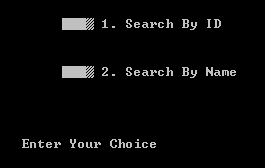 1. Search By ID
2. Search By Name
Enter Your Choice